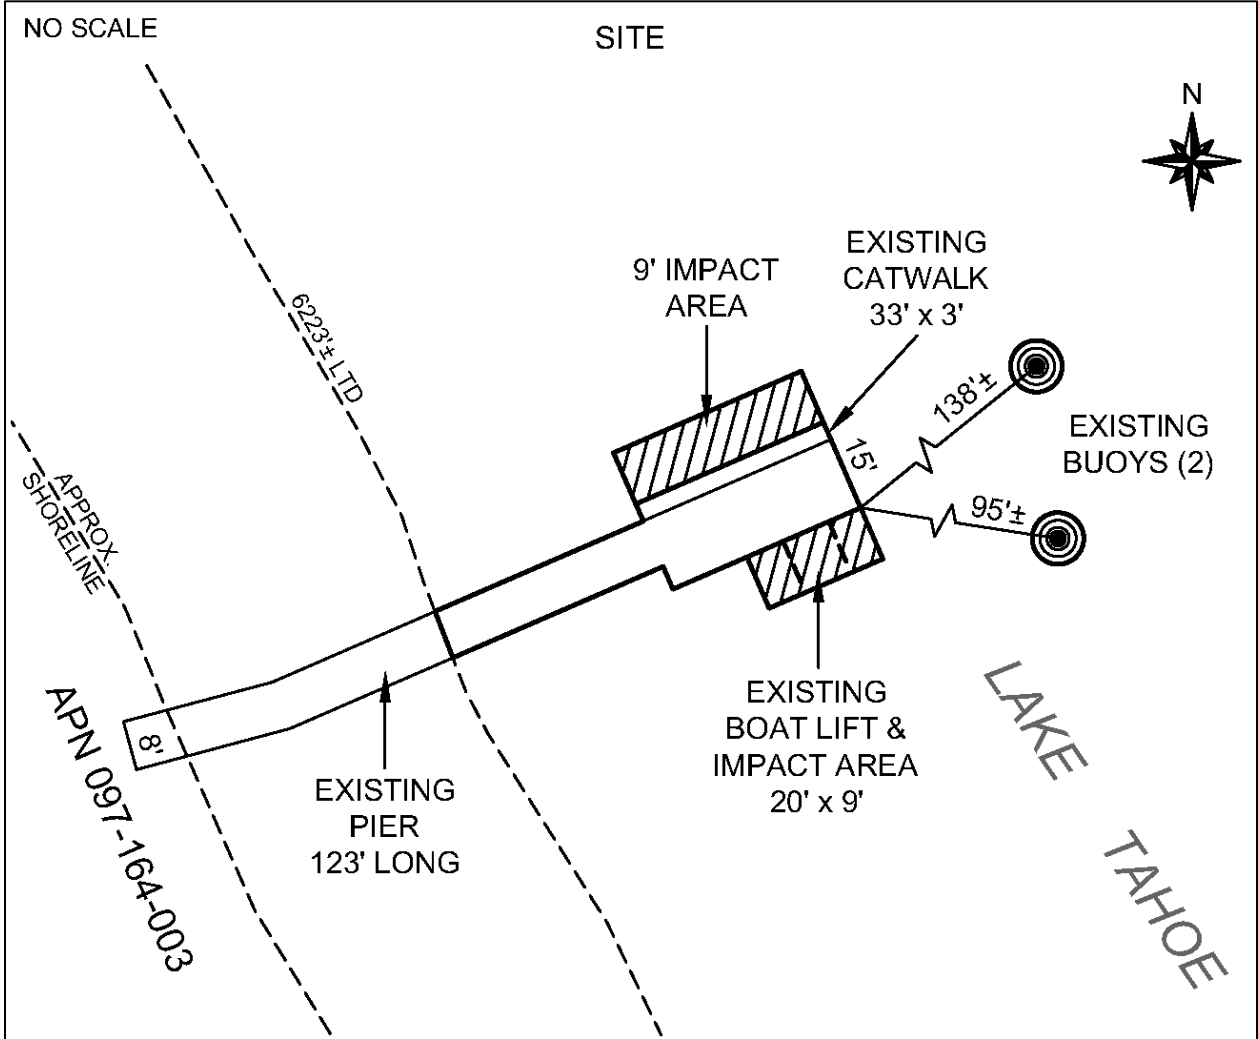 NO SCALE
SITE
N
9' IMPACT
AREA
EXISTING
CATWALK
33' x 3'
6223'± LTD
138'±
15'
EXISTING
BUOYS (2)
95'±
APPROX.
SHORELINE
8'
APN 097-164-003
EXISTING
PIER
123' LONG
EXISTING
BOAT LIFT &
IMPACT AREA
20' x 9'
LAKE TAHOE